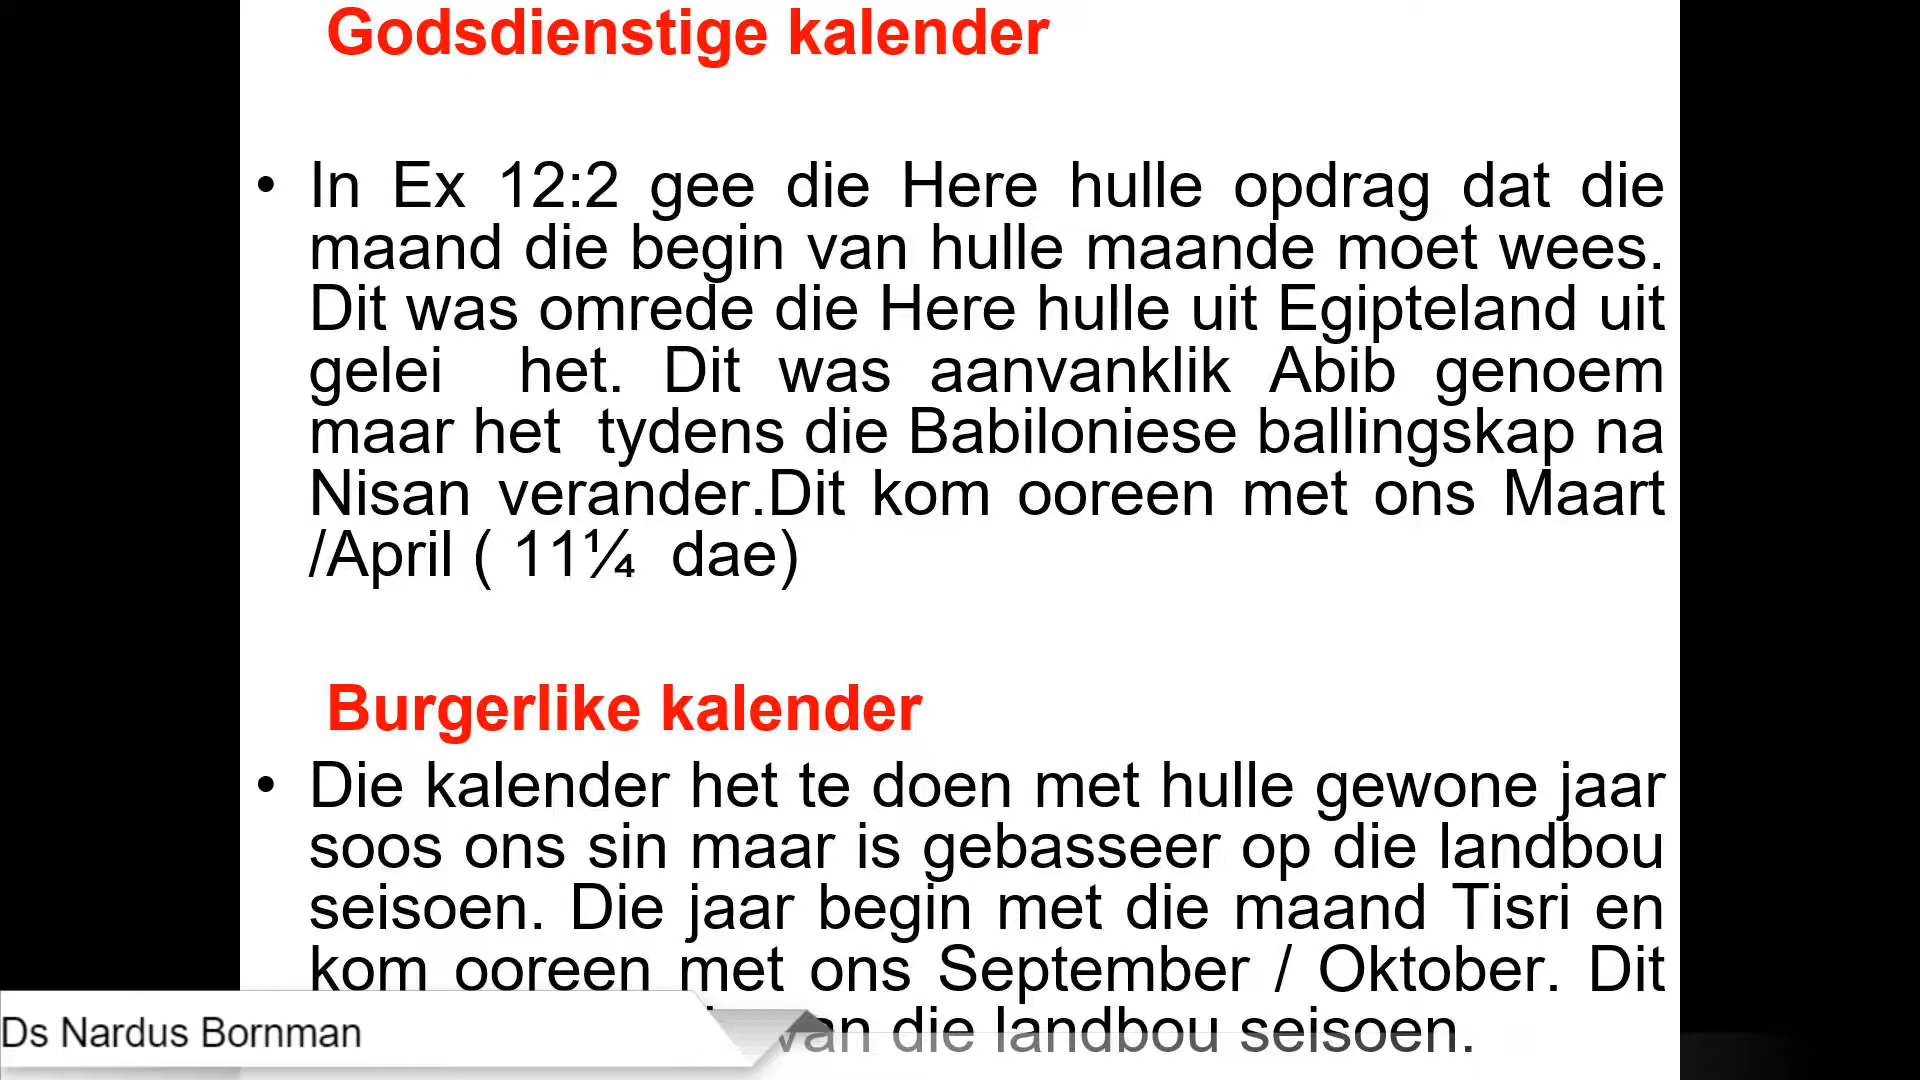 Godsdienstige kalender
• In Ex 12:2 gee die Here hulle opdrag dat die
maand die begin van hulle maande moet wees.
Dit was omrede die Here hulle uit Egipteland uit
gelei het. Dit was aanvanklik Abib genoem
maar het tydens die Babiloniese ballingskap na
Nisan verander.Dit kom ooreen met ons Maart
/April ( 11¼ dae)
Burgerlike kalender
• Die kalender het te doen met hulle gewone jaar
soos ons sin maar is gebasseer op die landbou
seisoen. Die jaar begin met die maand Tisri en
kom ooreen met ons September / Oktober. Dit
van die landbou seisoen.
Ds Nardus Bornman